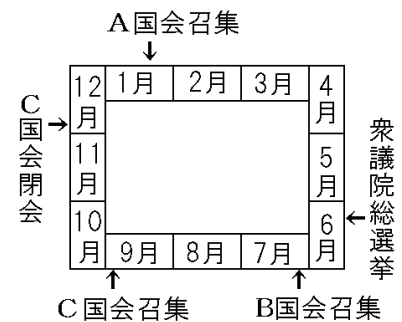 A国会召集
12月
1月
2月
3月
4月
C国会閉会
11月
5月
衆議院総選挙
10月
9月
8月
7月
6月
C国会召集
B国会召集